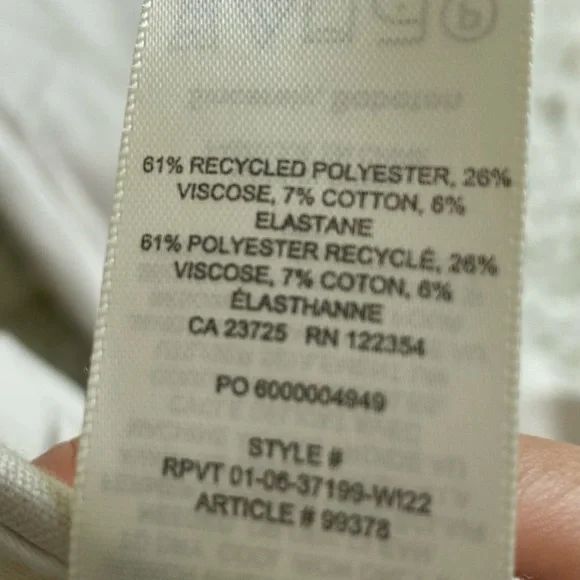 61% RECYCLED POLYESTER, 26%
VISCOSE, 7% COTTON, 6%
ELASTANE
61% POLYESTER RECYCLÉ, 26%
VISCOSE, 7% COTON, 6%
ÉLASTHANNE
CA 23725 RN 122354
PO 6000004949
STYLE #
RPVT 01-06-37199-WI22
ARTICLE # 99378